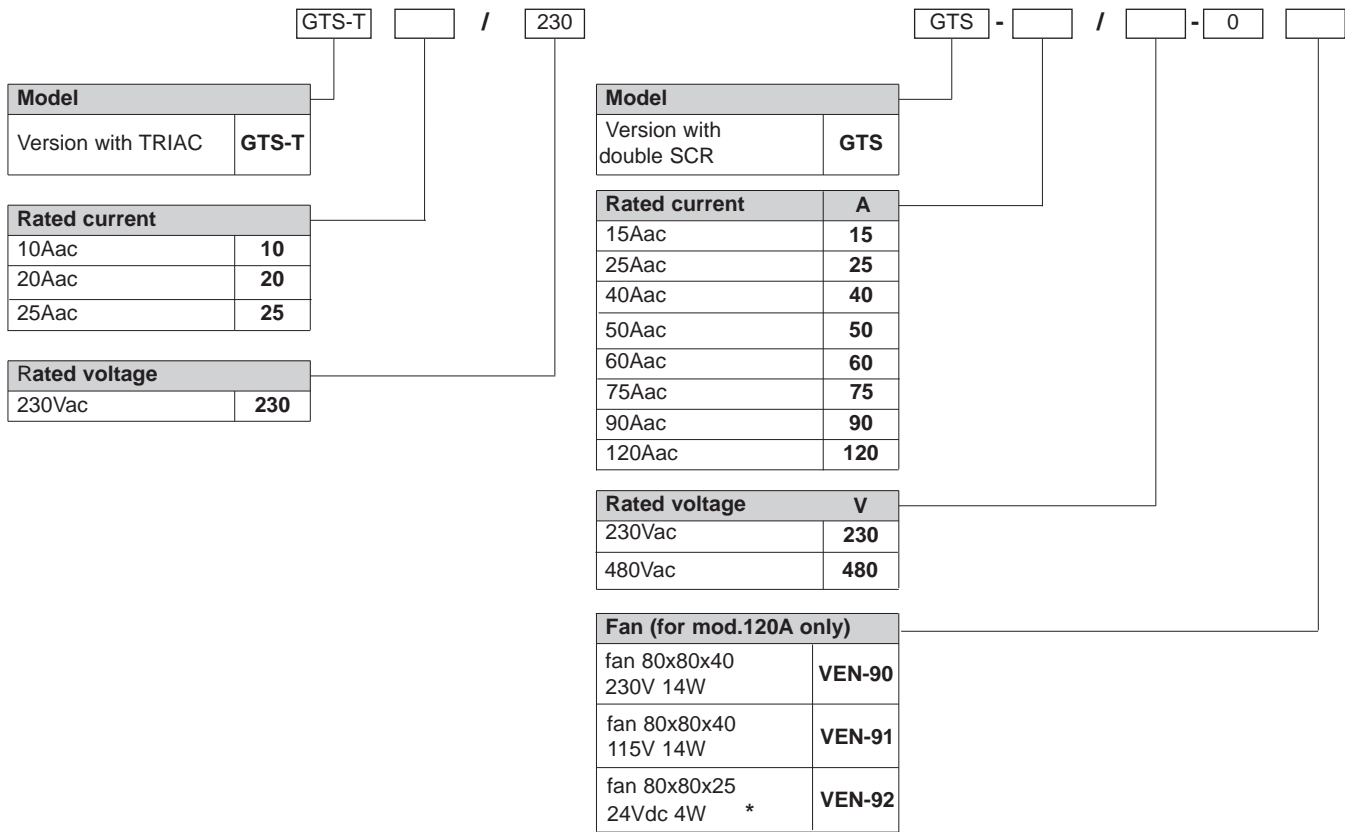 GTS-T / 230
Model
Version with TRIAC GTS-T
Rated current
10Aac 10
20Aac 20
25Aac 25
Rated voltage
230Vac 230
GTS - / - 0
Model
Version with
double SCR GTS
Rated current A
15Aac 15
25Aac 25
40Aac 40
50Aac 50
60Aac 60
75Aac 75
90Aac 90
120Aac 120
Rated voltage V
230Vac 230
480Vac 480
Fan (for mod.120A only)
fan 80x80x40
230V 14W VEN-90
fan 80x80x40
115V 14W VEN-91
fan 80x80x25
24Vdc 4W * VEN-92